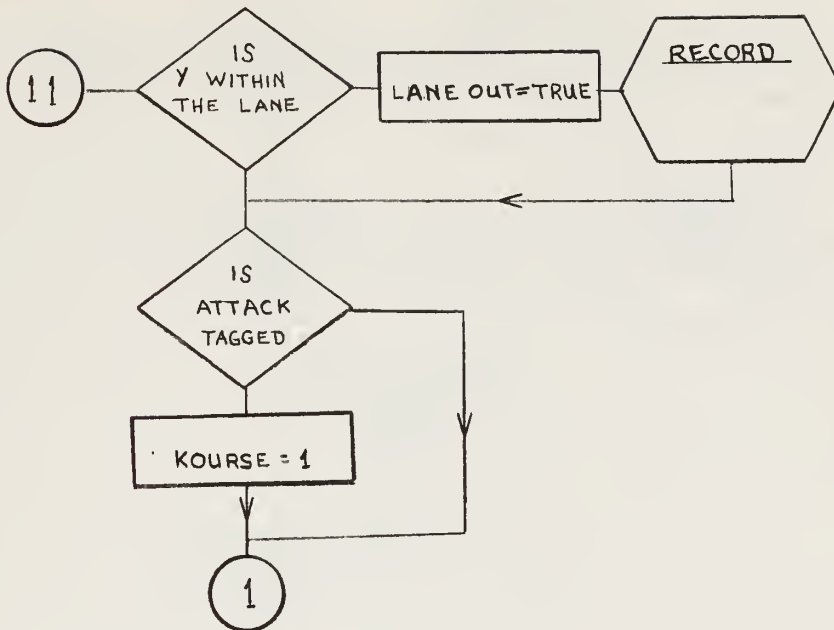 11
IS
Y WITHIN
THE LANE
LANE OUT=TRUE
RECORD
IS
ATTACK
TAGGED
KOURSE = 1
1